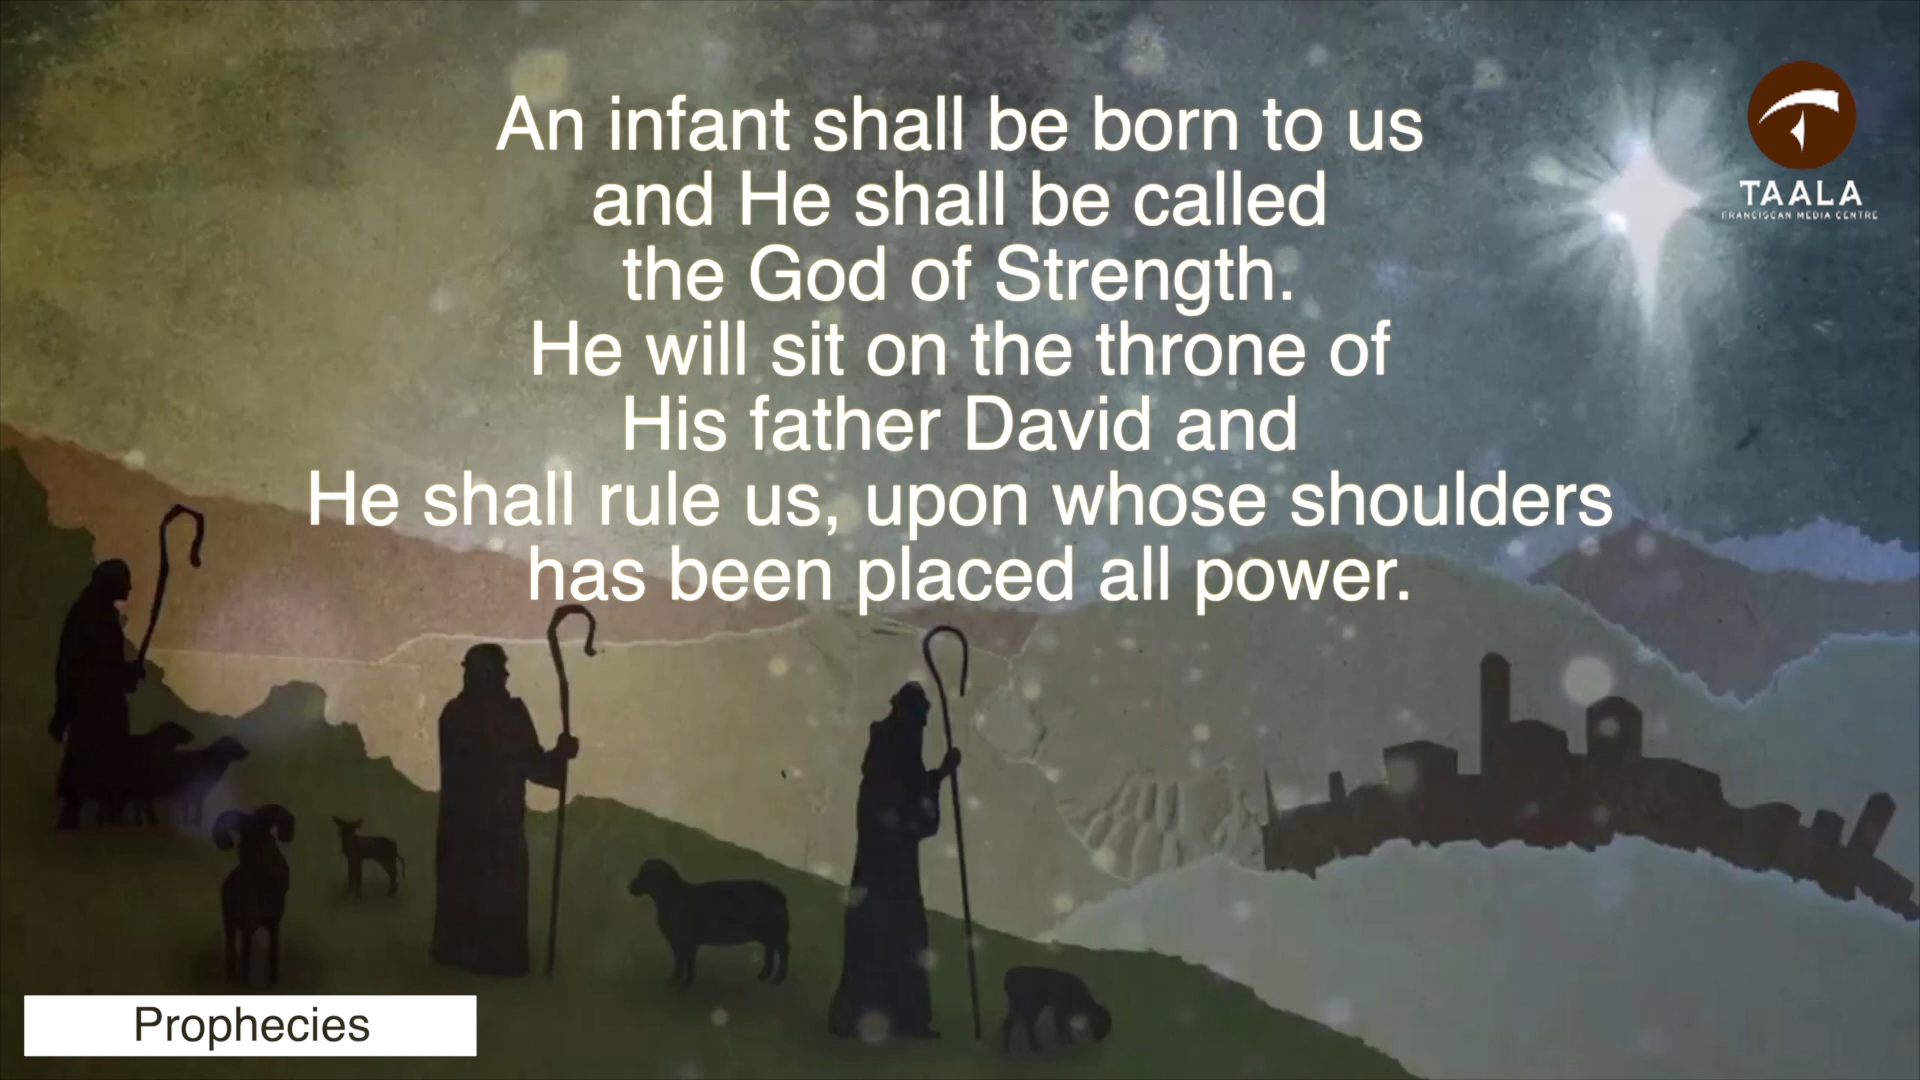 An infant shall be born to us
and He shall be called
the God of Strength.
He will sit on the throne of
His father David and
He shall rule us, upon whose shoulders
has been placed all power.
TAALA
FRANCISCAN MEDIA CENTRE
Prophecies